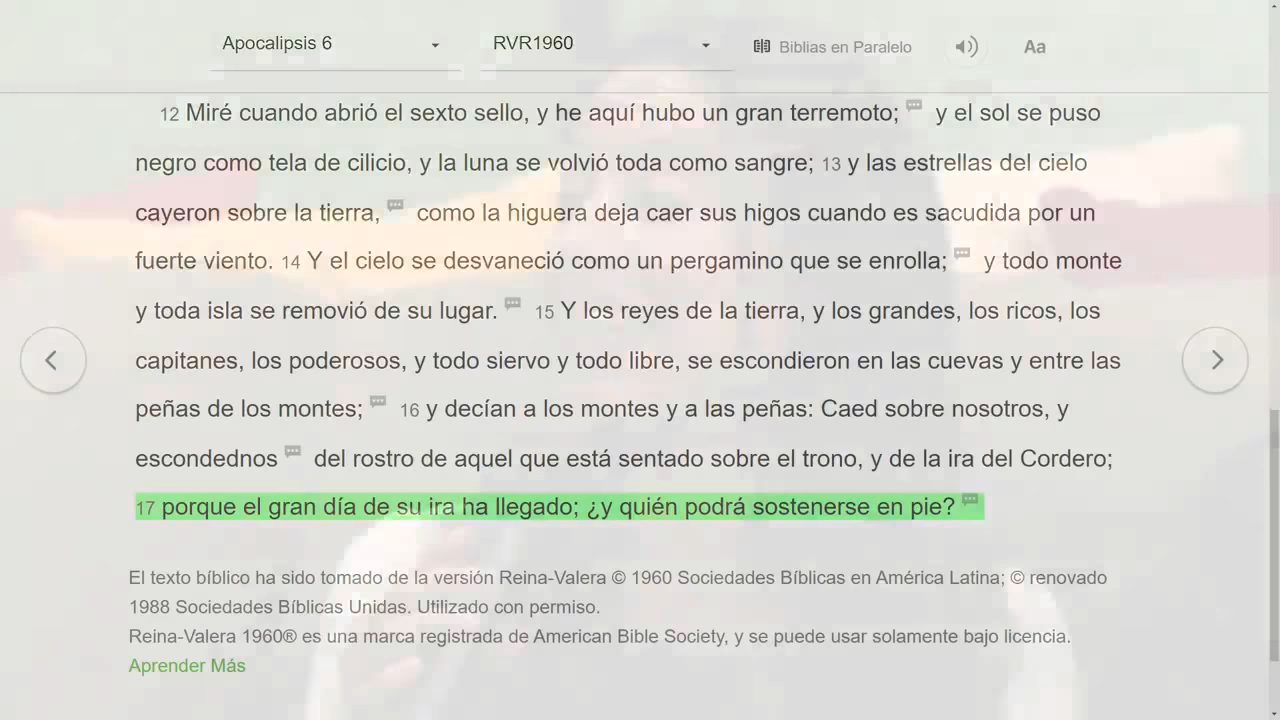 Apocalipsis 6 RVR1960 Biblias en Paralelo Aa
12 Miré cuando abrió el sexto sello, y he aquí hubo un gran terremoto; y el sol se puso
negro como tela de cilicio, y la luna se volvió toda como sangre; 13 y las estrellas del cielo
cayeron sobre la tierra, como la higuera deja caer sus higos cuando es sacudida por un
fuerte viento. 14 Y el cielo se desvaneció como un pergamino que se enrolla; y todo monte
y toda isla se removió de su lugar. 15 Y los reyes de la tierra, y los grandes, los ricos, los
capitanes, los poderosos, y todo siervo y todo libre, se escondieron en las cuevas y entre las
peñas de los montes; 16 y decían a los montes y a las peñas: Caed sobre nosotros, y
escondednos del rostro de aquel que está sentado sobre el trono, y de la ira del Cordero;
17 porque el gran día de su ira ha llegado; ¿y quién podrá sostenerse en pie?
El texto bíblico ha sido tomado de la versión Reina-Valera © 1960 Sociedades Bíblicas en América Latina; © renovado
1988 Sociedades Bíblicas Unidas. Utilizado con permiso.
Reina-Valera 1960® es una marca registrada de American Bible Society, y se puede usar solamente bajo licencia.
Aprender Más